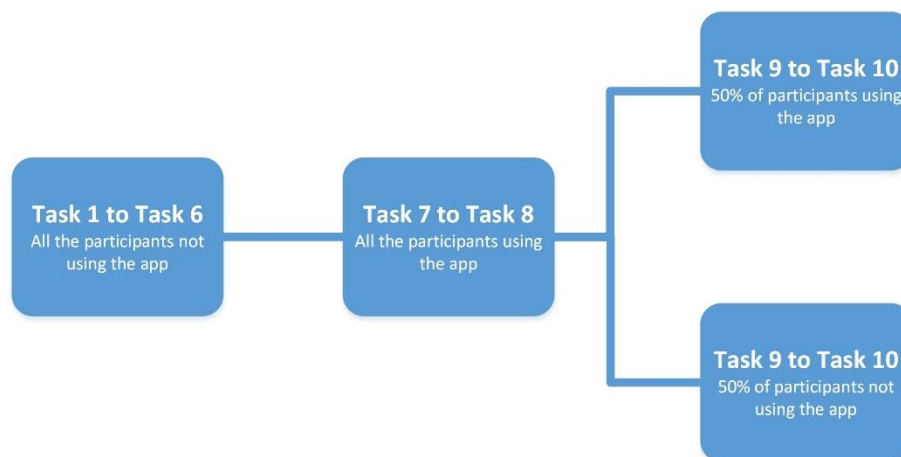 Task 1 to Task 6
All the participants not
using the app
Task 7 to Task 8
All the participants using
the app
Task 9 to Task 10
50% of participants using
the app
Task 9 to Task 10
50% of participants not
using the app